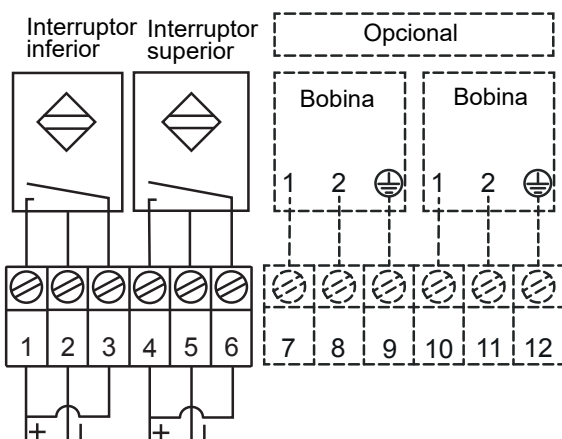 Interruptor inferior
Interruptor superior
Opcional
Bobina
Bobina
1 2
1 2
1 2 3 4 5 6 7 8 9 10 11 12
+ +